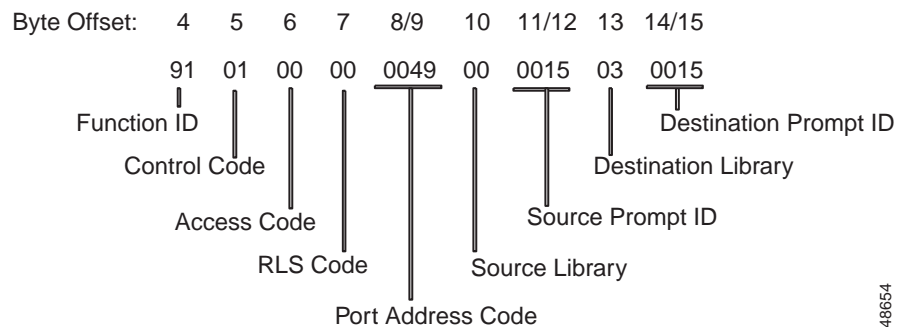 Byte Offset: 4 5 6 7 8/9 10 11/12 13 14/15
91 01 00 00 0049 00 0015 03 0015
Function ID
Destination Prompt ID
Control Code
Destination Library
Access Code
Source Prompt ID
RLS Code
Source Library
Port Address Code
48654